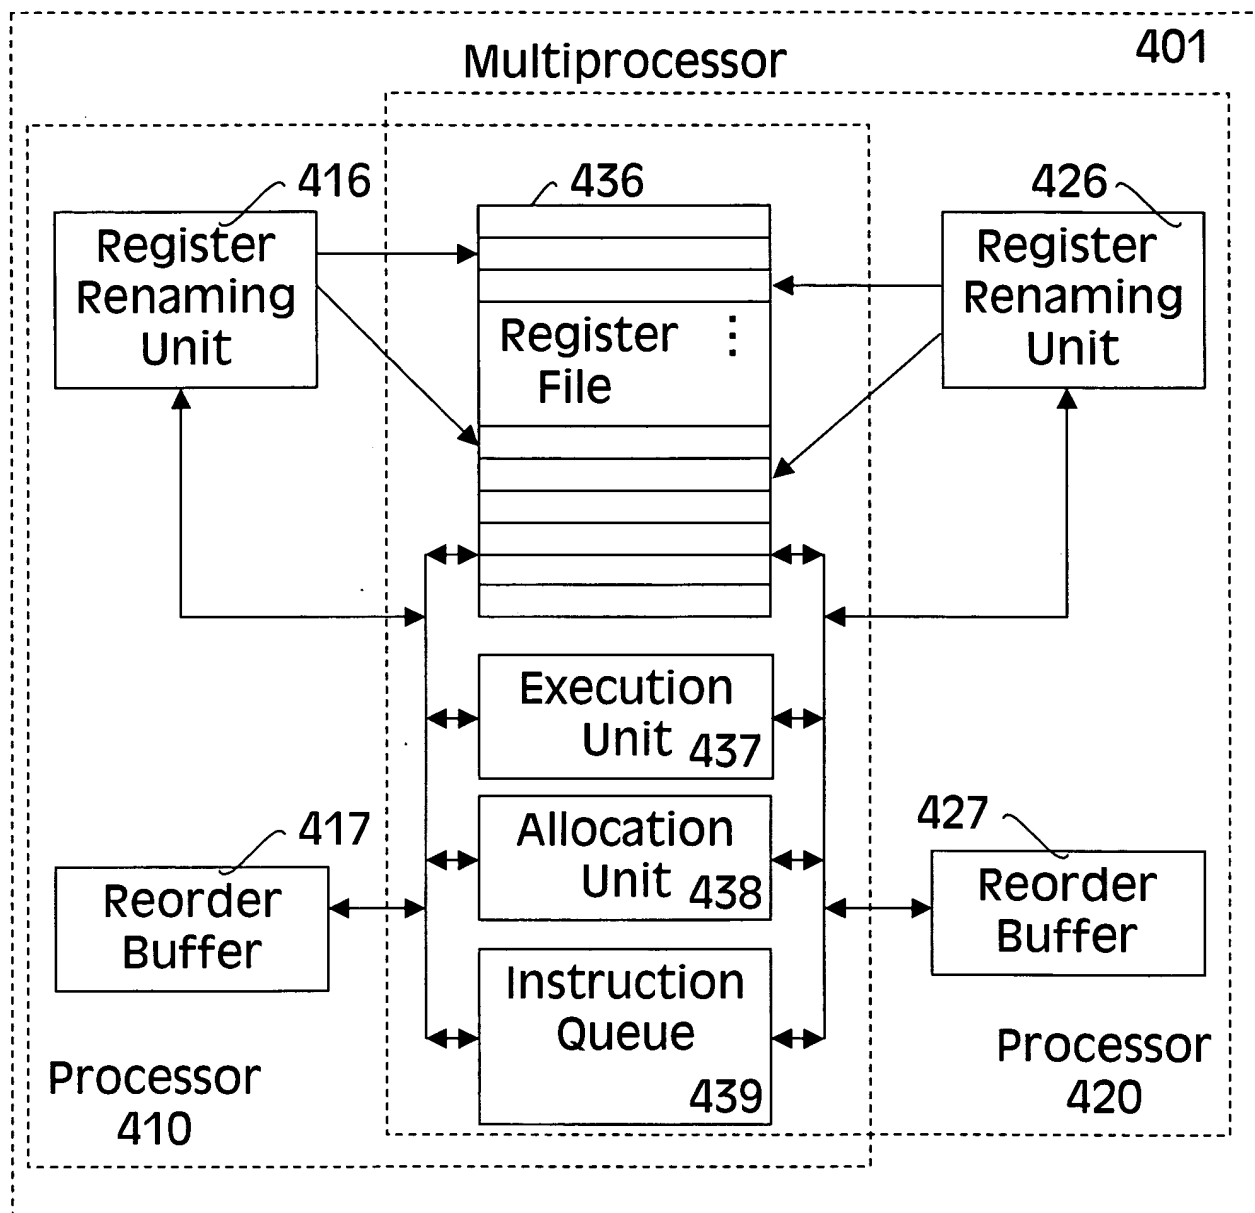 401
Multiprocessor
416
436
426
Register
Renaming
Unit
Register
File
Register
Renaming
Unit
Execution
Unit 437
417
Allocation
Unit 438
427
Reorder
Buffer
Reorder
Buffer
Instruction
Queue
439
Processor
410
Processor
420